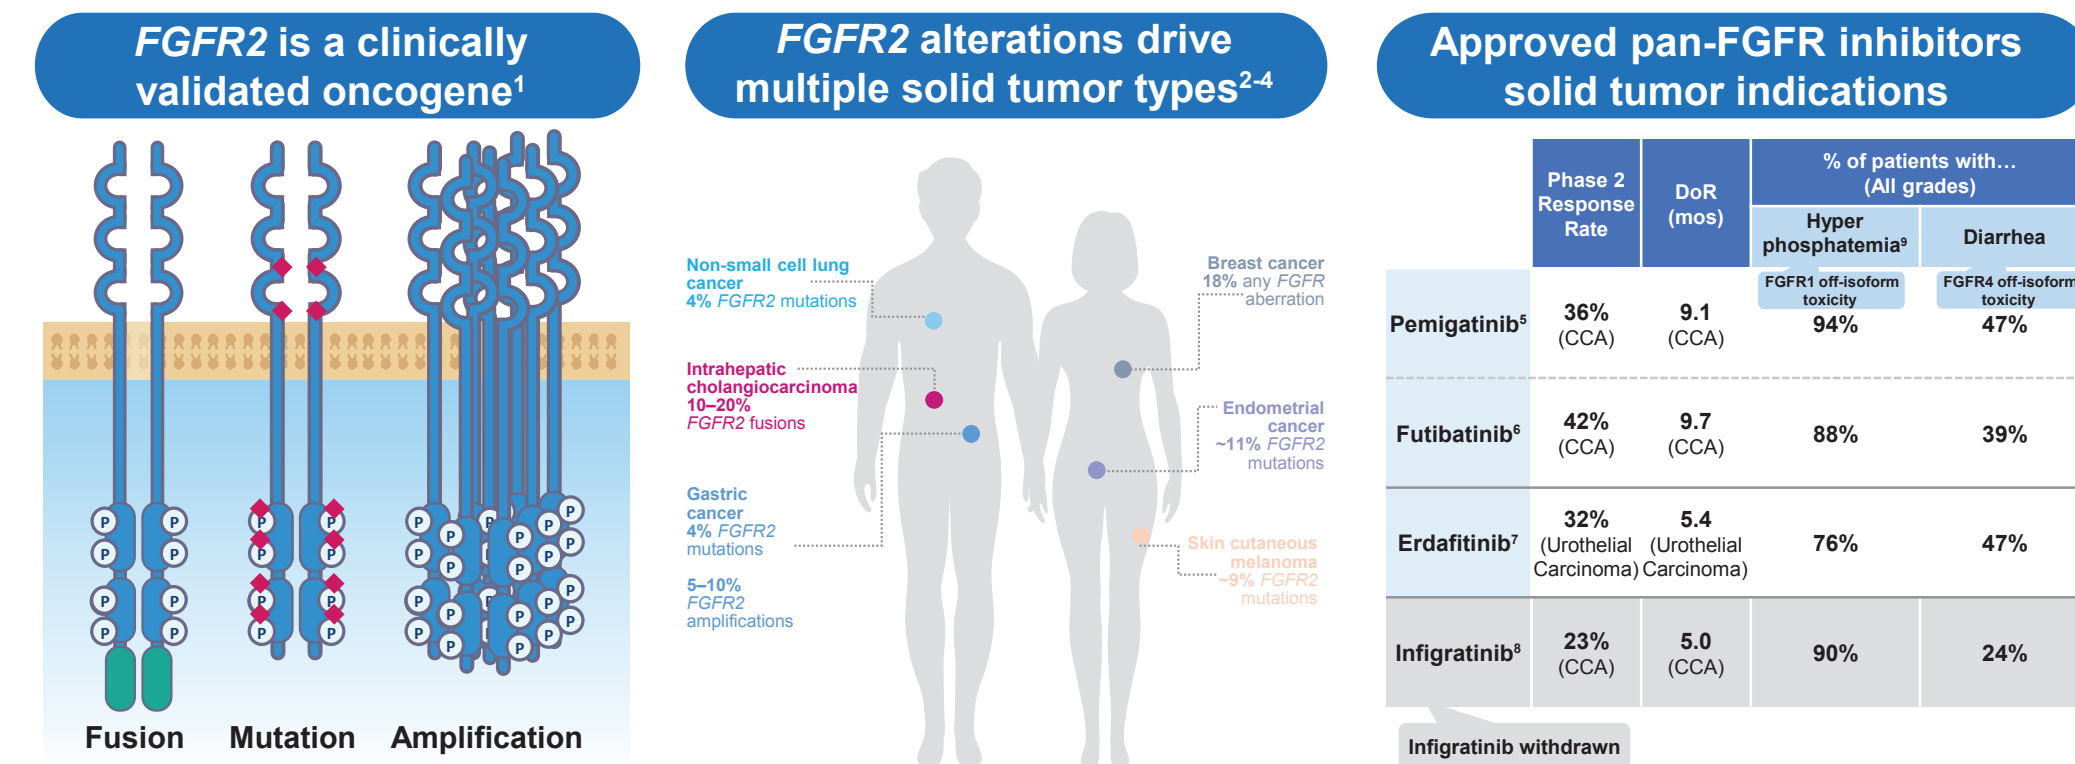 FGFR2 is a clinically
validated oncogene1
P P
P P
P P
P P
P P
P P
P P
P P
P P P P
P P P P
P P P P
P P P P
Fusion Mutation Amplification
FGFR2 alterations drive
multiple solid tumor types2-4
Non-small cell lung
cancer
4% FGFR2 mutations
Intrahepatic
cholangiocarcinoma
10–20%
FGFR2 fusions
Gastric
cancer
4% FGFR2
mutations
5–10%
FGFR2
amplifications
Breast cancer
18% any FGFR
aberration
Endometrial
cancer
~11% FGFR2
mutations
Skin cutaneous
melanoma
~9% FGFR2
mutations
Approved pan-FGFR inhibitors
solid tumor indications
Phase 2
Response
Rate
DoR
(mos)
% of patients with…
(All grades)
Hyper
phosphatemia9
Diarrhea
FGFR1 off-isoform
toxicity
FGFR4 off-isoform
toxicity
Pemigatinib5 36% (CCA) 9.1 (CCA) 94% 47%
Futibatinib6 42% (CCA) 9.7 (CCA) 88% 39%
Erdafitinib7 32% (Urothelial Carcinoma) 5.4 (Urothelial Carcinoma) 76% 47%
Infigratinib8 23% (CCA) 5.0 (CCA) 90% 24%
Infigratinib withdrawn